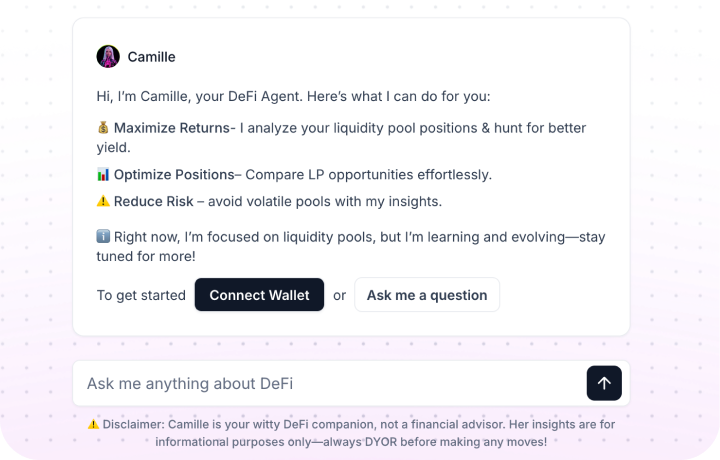 Camille
Hi, I’m Camille, your DeFi Agent. Here’s what I can do for you:
💰 Maximize Returns- I analyze your liquidity pool positions & hunt for better
yield.
📊 Optimize Positions– Compare LP opportunities effortlessly.
⚠️ Reduce Risk – avoid volatile pools with my insights.
ℹ️ Right now, I’m focused on liquidity pools, but I’m learning and evolving—stay
tuned for more!
To get started Connect Wallet or Ask me a question
Ask me anything about DeFi
⚠️ Disclaimer: Camille is your witty DeFi companion, not a financial advisor. Her insights are for
informational purposes only—always DYOR before making any moves!